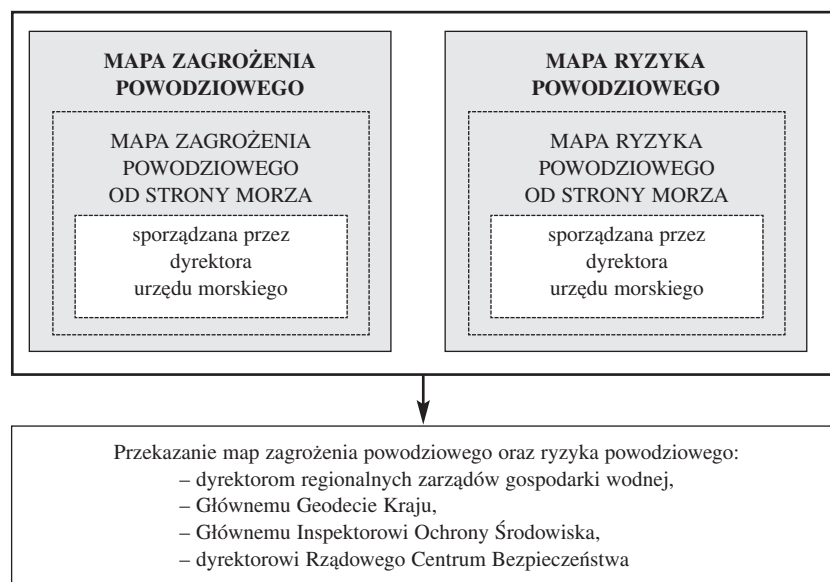 MAPA ZAGROŻENIA
POWODZIOWEGO
MAPA ZAGROŻENIA
POWODZIOWEGO
OD STRONY MORZA
sporządzana przez
dyrektora
urzędu morskiego
MAPA RYZYKA
POWODZIOWEGO
MAPA RYZYKA
POWODZIOWEGO
OD STRONY MORZA
sporządzana przez
dyrektora
urzędu morskiego
Przekazanie map zagrożenia powodziowego oraz ryzyka powodziowego:
– dyrektorom regionalnych zarządów gospodarki wodnej,
– Głównemu Geodecie Kraju,
– Głównemu Inspektorowi Ochrony Środowiska,
– dyrektorowi Rządowego Centrum Bezpieczeństwa